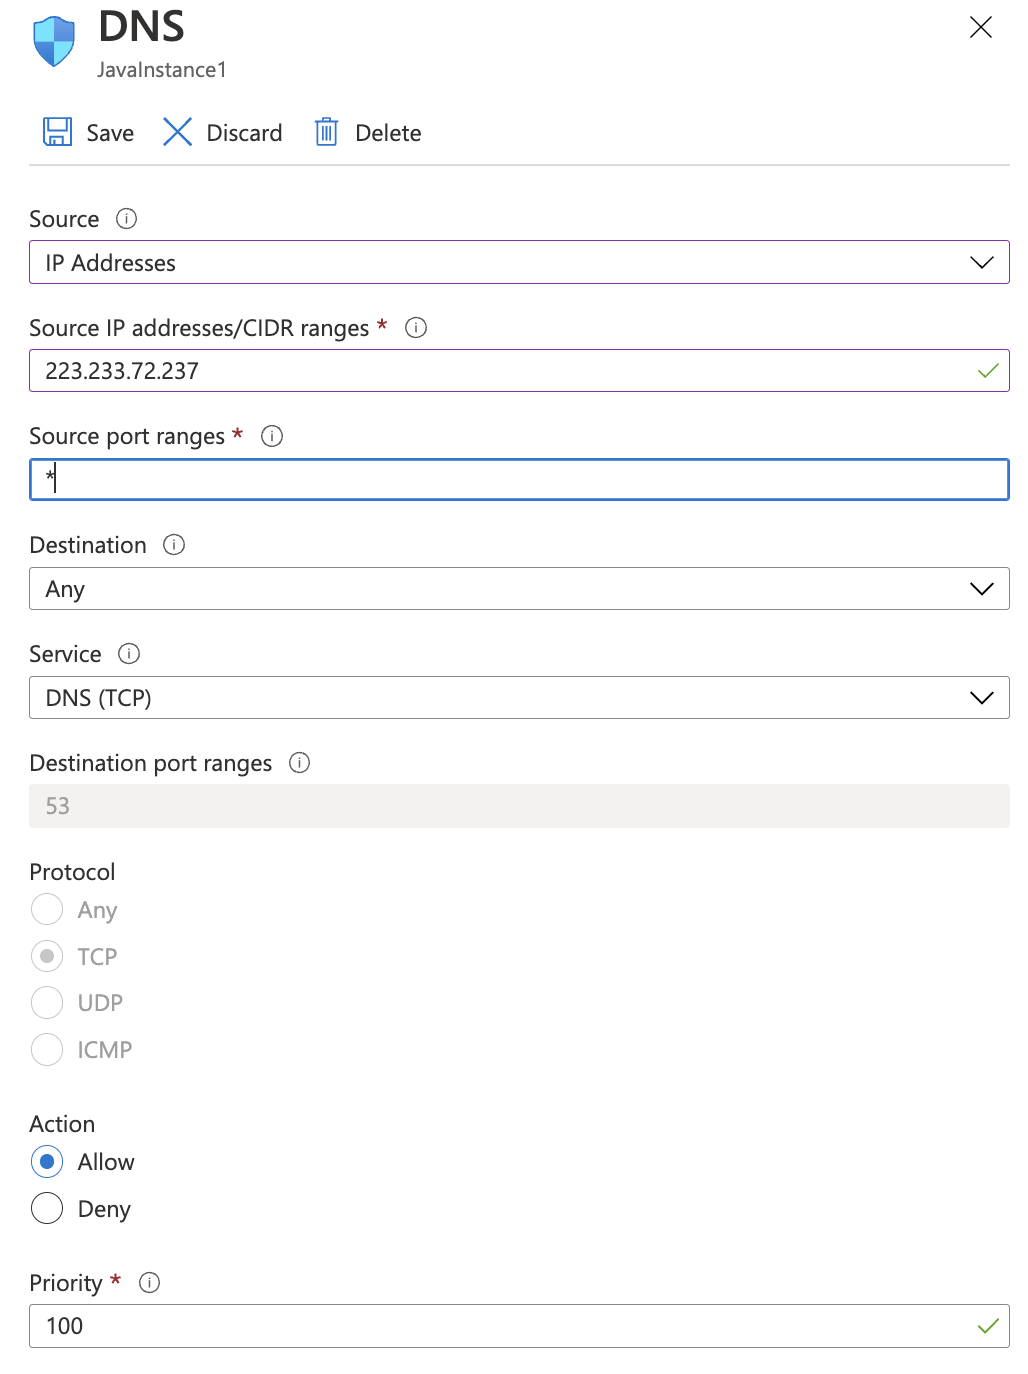 DNS
JavaInstance1
Save Discard Delete
Source
IP Addresses
Source IP addresses/CIDR ranges *
223.233.72.237
Source port ranges *
*
Destination
Any
Service
DNS (TCP)
Destination port ranges
53
Protocol
Any
TCP
UDP
ICMP
Action
Allow
Deny
Priority *
100